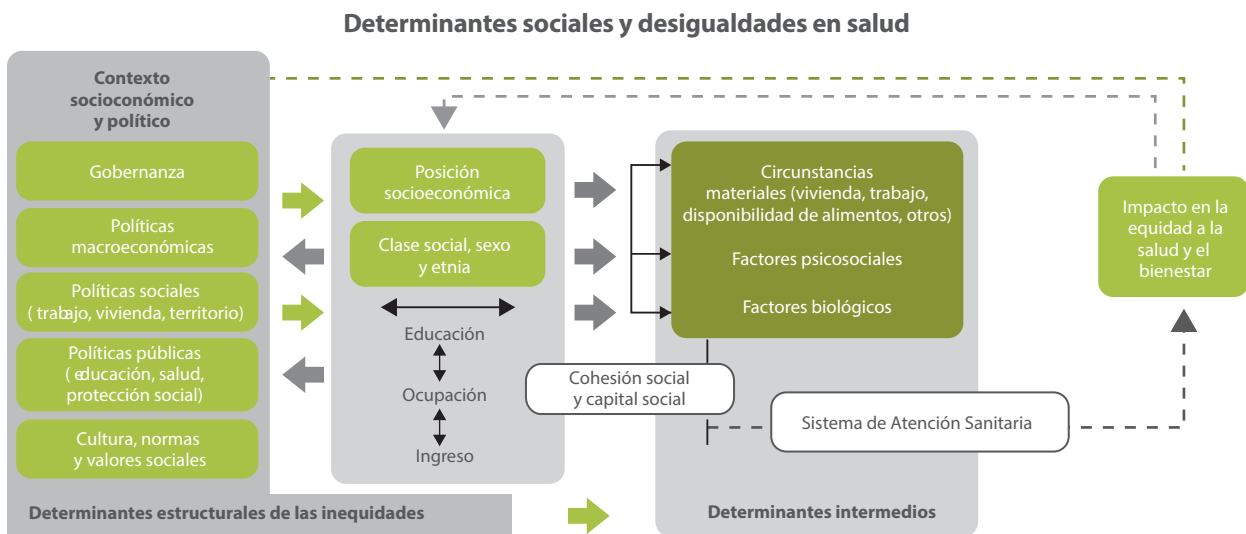 Determinantes sociales y desigualdades en salud
Contexto
socioeconómico
y político
Gobernanza
Políticas
macroeconómicas
Políticas sociales
( trabajo, vivienda, territorio)
Políticas públicas
( educación, salud,
protección social)
Cultura, normas
y valores sociales
Determinantes estructurales de las inequidades
Posición
socioeconómica
Clase social, sexo
y etnia
Educación
Ocupación
Ingreso
Circunstancias
materiales (vivienda, trabajo,
disponibilidad de alimentos, otros)
Factores psicosociales
Factores biológicos
Cohesión social
y capital social
Sistema de Atención Sanitaria
Determinantes intermedios
Impacto en la
equidad a la
salud y el
bienestar